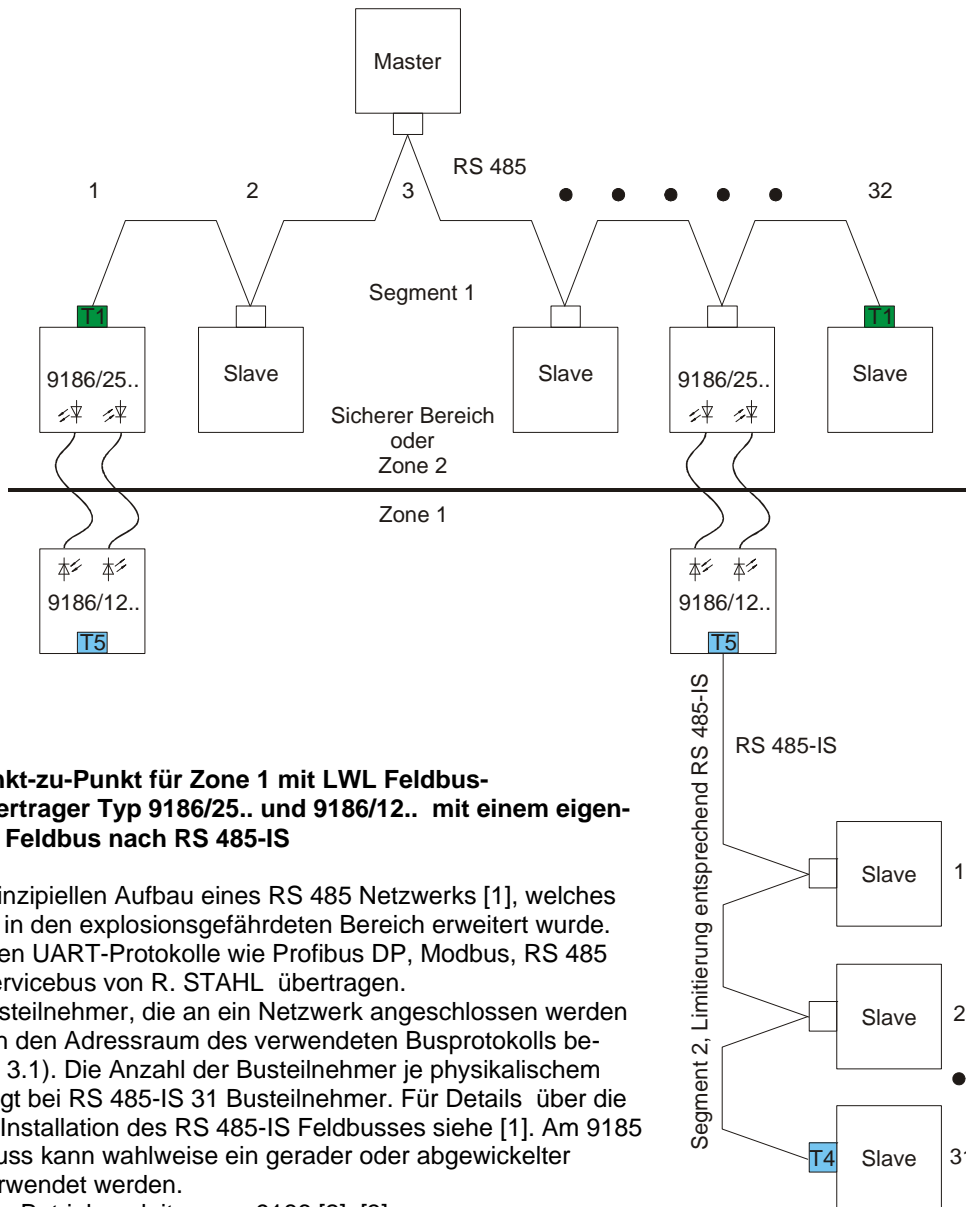 Master
RS 485
1 2 3 32
Segment 1
T1 T1
9186/25.. Slave Slave 9186/25.. Slave
Sicherer Bereich
oder
Zone 2
Zone 1
9186/12.. 9186/12..
T5 T5
RS 485-IS
Segment 2, Limitierung entsprechend RS 485-IS
Slave 1
Slave 2
T4 Slave 31
nkt-zu-Punkt für Zone 1 mit LWL Feldbus-
ertrager Typ 9186/25.. und 9186/12.. mit einem eigen-
Feldbus nach RS 485-IS
inzipiellen Aufbau eines RS 485 Netzwerks [1], welches
in den explosionsgefährdeten Bereich erweitert wurde.
en UART-Protokolle wie Profibus DP, Modbus, RS 485
ervicebus von R. STAHL übertragen.
steilnehmer, die an ein Netzwerk angeschlossen werden
n den Adressraum des verwendeten Busprotokolls be-
3.1). Die Anzahl der Busteilnehmer je physikalischem
gt bei RS 485-IS 31 Busteilnehmer. Für Details über die
Installation des RS 485-IS Feldbusses siehe [1]. Am 9185
uss kann wahlweise ein gerader oder abgewickelter
rwendet werden.